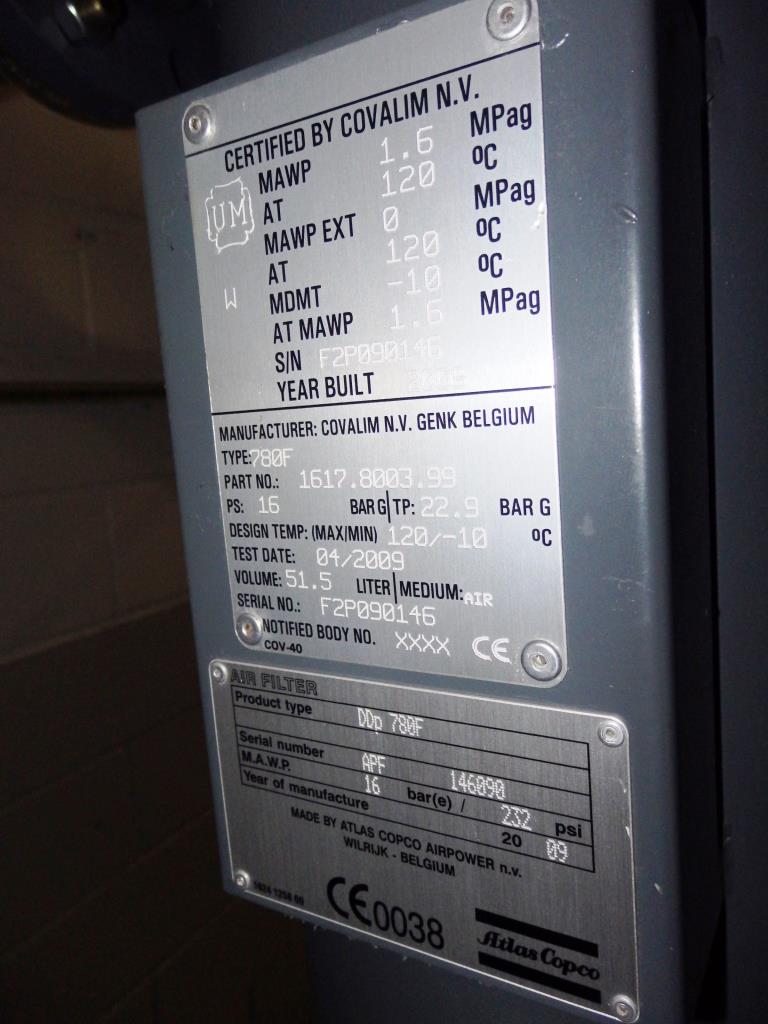 CERTIFIED BY COVALIM N.V.
UM
W
MAWP 1.6 MPag
AT 120 ºC
MAWP EXT 0 MPag
AT 120 ºC
MDMT -10 ºC
AT MAWP 1.6 MPag
S/N F2P090146
YEAR BUILT
MANUFACTURER: COVALIM N.V. GENK BELGIUM
TYPE: 780F
PART NO.: 1617.8003.99
PS: 16 BAR G TP: 22.9 BAR G
DESIGN TEMP: (MAX/MIN) 120/-10 ºC
TEST DATE: 04/2009
VOLUME: 51.5 LITER MEDIUM: AIR
SERIAL NO.: F2P090146
NOTIFIED BODY NO. XXXX CE
COV-40
AIR FILTER
Product type DDp 780F
Serial number APF 146090
M.A.W.P. 16 bar(e) / 232 psi
Year of manufacture 20 09
MADE BY ATLAS COPCO AIRPOWER n.v.
WILRIJK - BELGIUM
CE0038
Atlas Copco